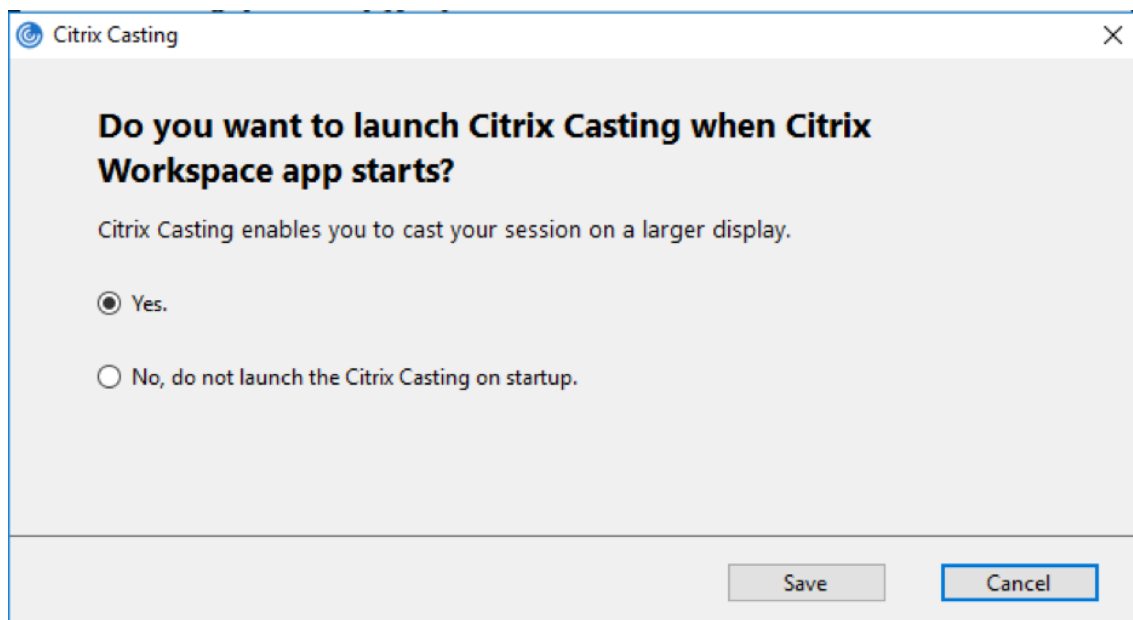 Citrix Casting
Do you want to launch Citrix Casting when Citrix
Workspace app starts?
Citrix Casting enables you to cast your session on a larger display.
Yes.
No, do not launch the Citrix Casting on startup.
Save
Cancel